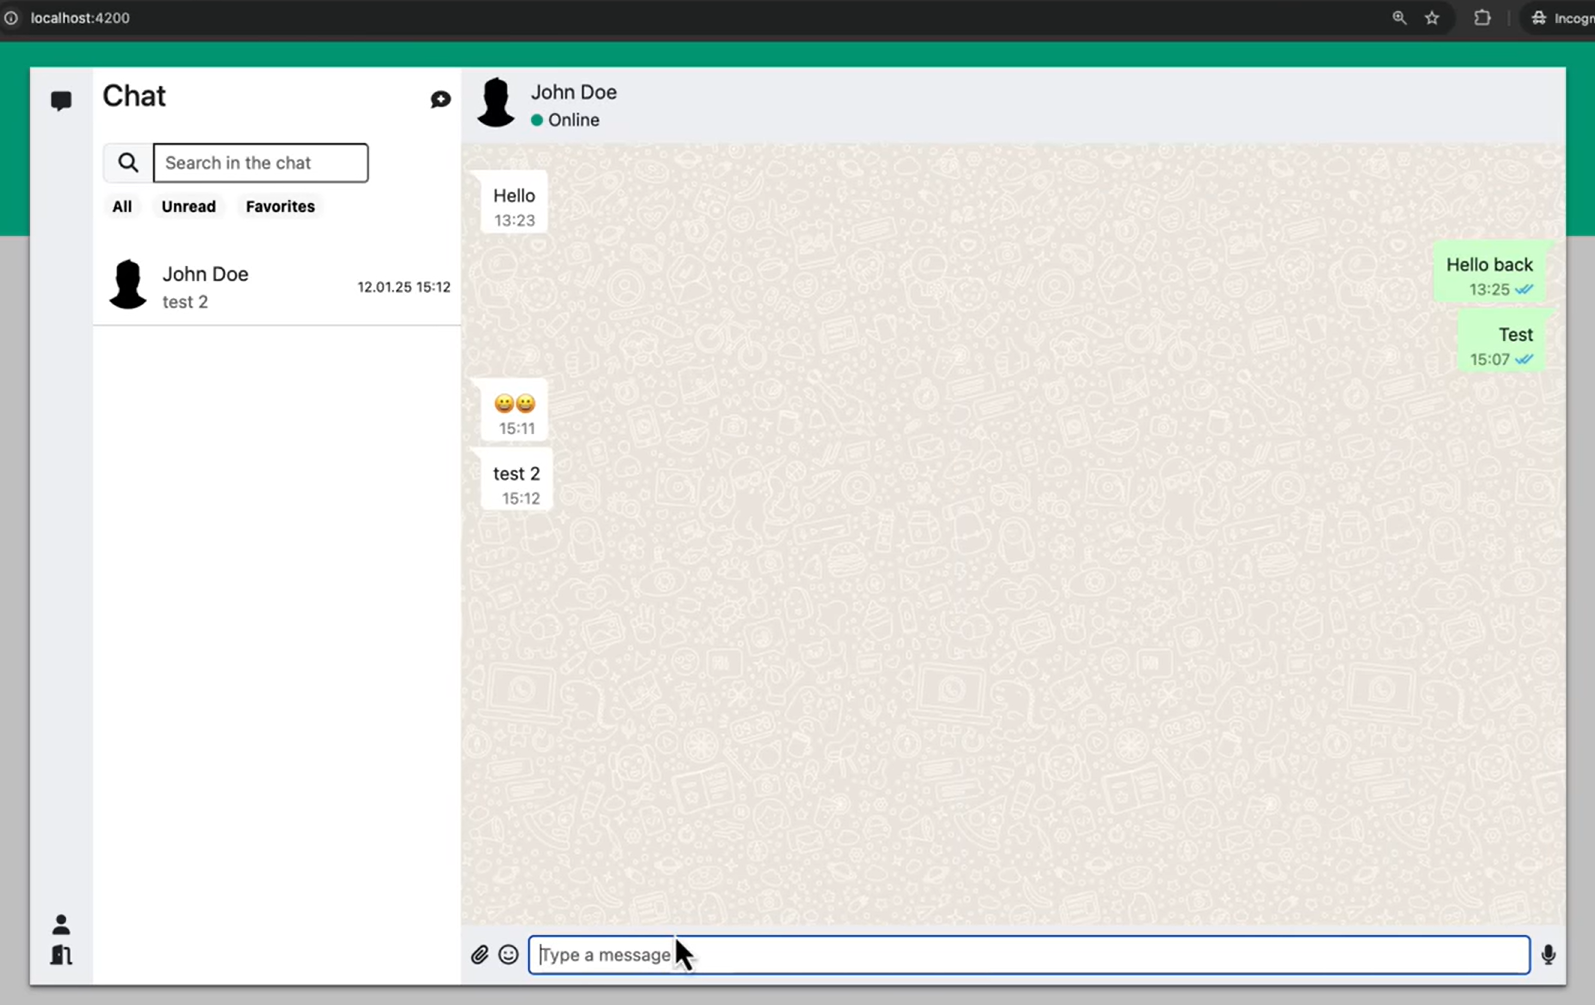 localhost:4200
Incogn
Chat
Search in the chat
All Unread Favorites
John Doe
test 2
12.01.25 15:12
John Doe
Online
Hello
13:23
Hello back
13:25
Test
15:07
😀😀
15:11
test 2
15:12
Type a message